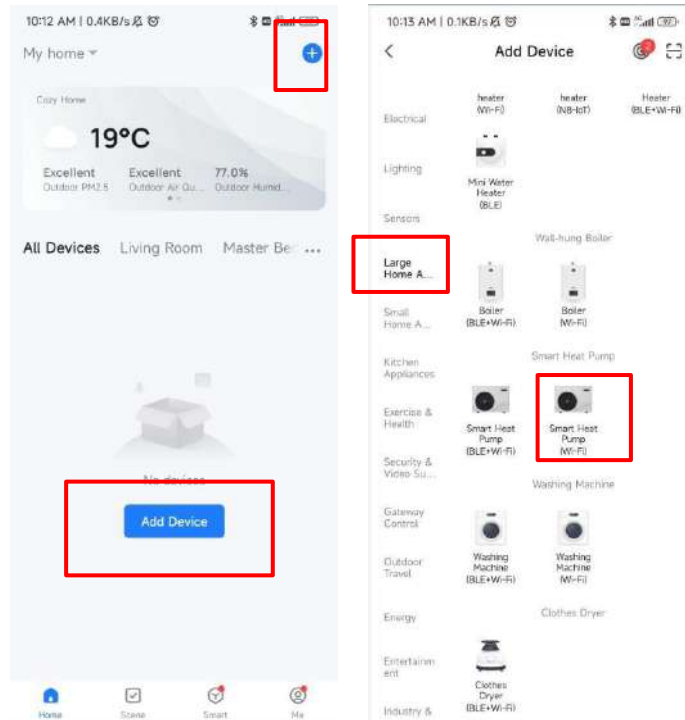 10:12 AM | 0.4KB/s
My home
Cozy Home
19°C
Excellent
Excellent
77.0%
Outdoor PM2.5
Outdoor Air Qu...
Outdoor Humid...
All Devices
Living Room
Master Be
...
No devices
Add Device
Home
Scene
Smart
Me
10:13 AM | 0.1KB/s
Add Device
Electrical
Lighting
Sensors
Large
Home A...
Small
Home A...
Kitchen
Appliances
Exercise &
Health
Security &
Video Su...
Gateway
Control
Outdoor
Travel
Energy
Entertainm
ent
Industry &
heater
(Wi-Fi)
heater
(NB-IoT)
Heater
(BLE+Wi-Fi)
Mini Water
Heater
(BLE)
Wall-hung Boiler
Boiler
(BLE+Wi-Fi)
Boiler
(Wi-Fi)
Smart Heat Pump
Smart Heat
Pump
(BLE+Wi-Fi)
Smart Heat
Pump
(Wi-Fi)
Washing Machine
Washing
Machine
(BLE+Wi-Fi)
Washing
Machine
(Wi-Fi)
Clothes Dryer
Clothes
Dryer
(BLE+Wi-Fi)